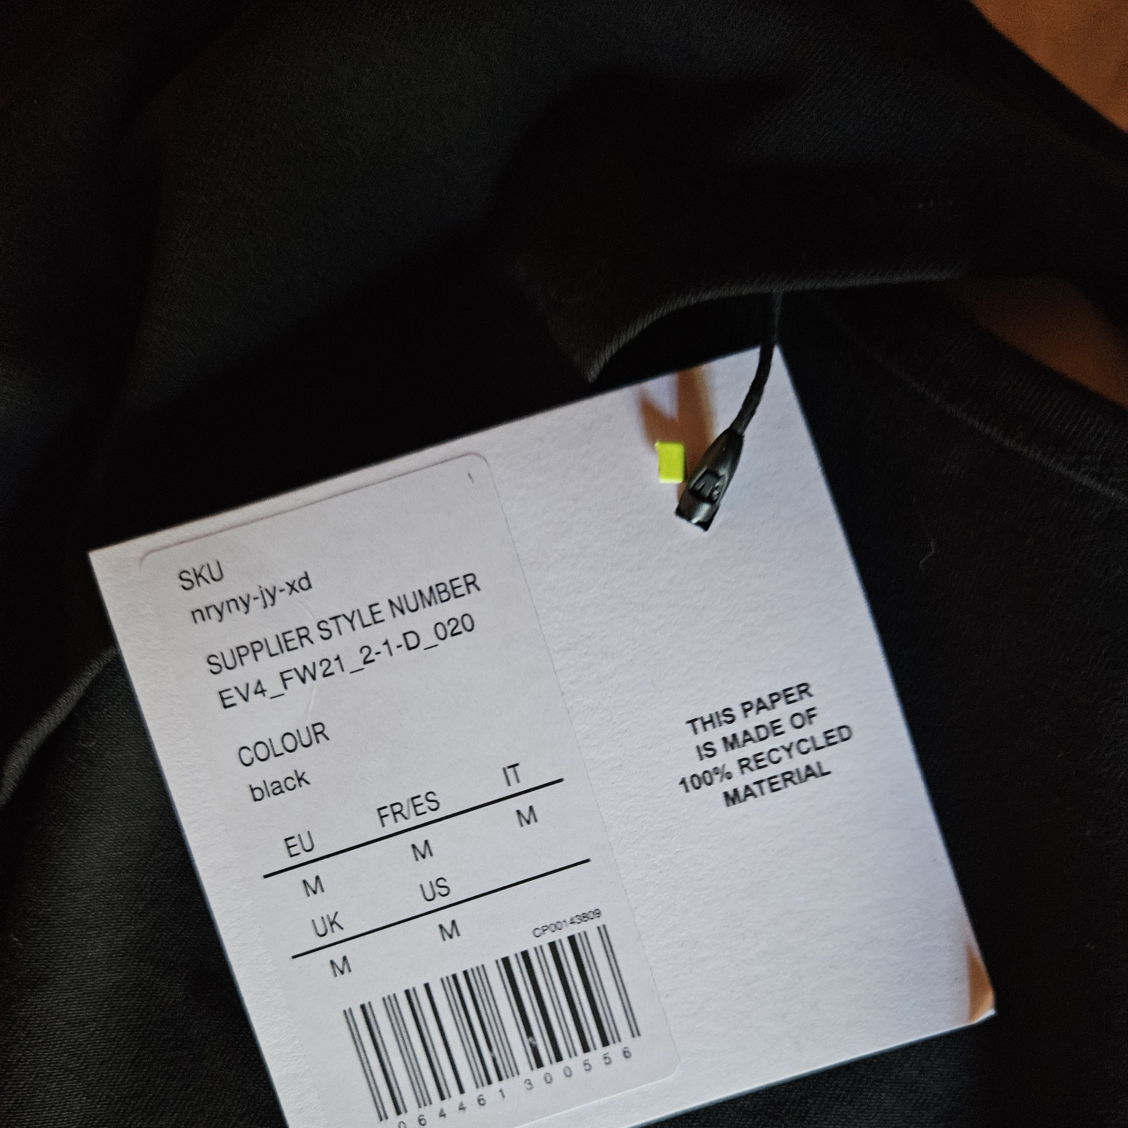 SKU
nryny-jy-xd
SUPPLIER STYLE NUMBER
EV4_FW21_2-1-D_020
COLOUR
black
EU FR/ES IT
M M M
UK US
M M
CP00143809
064461300556
THIS PAPER
IS MADE OF
100% RECYCLED
MATERIAL